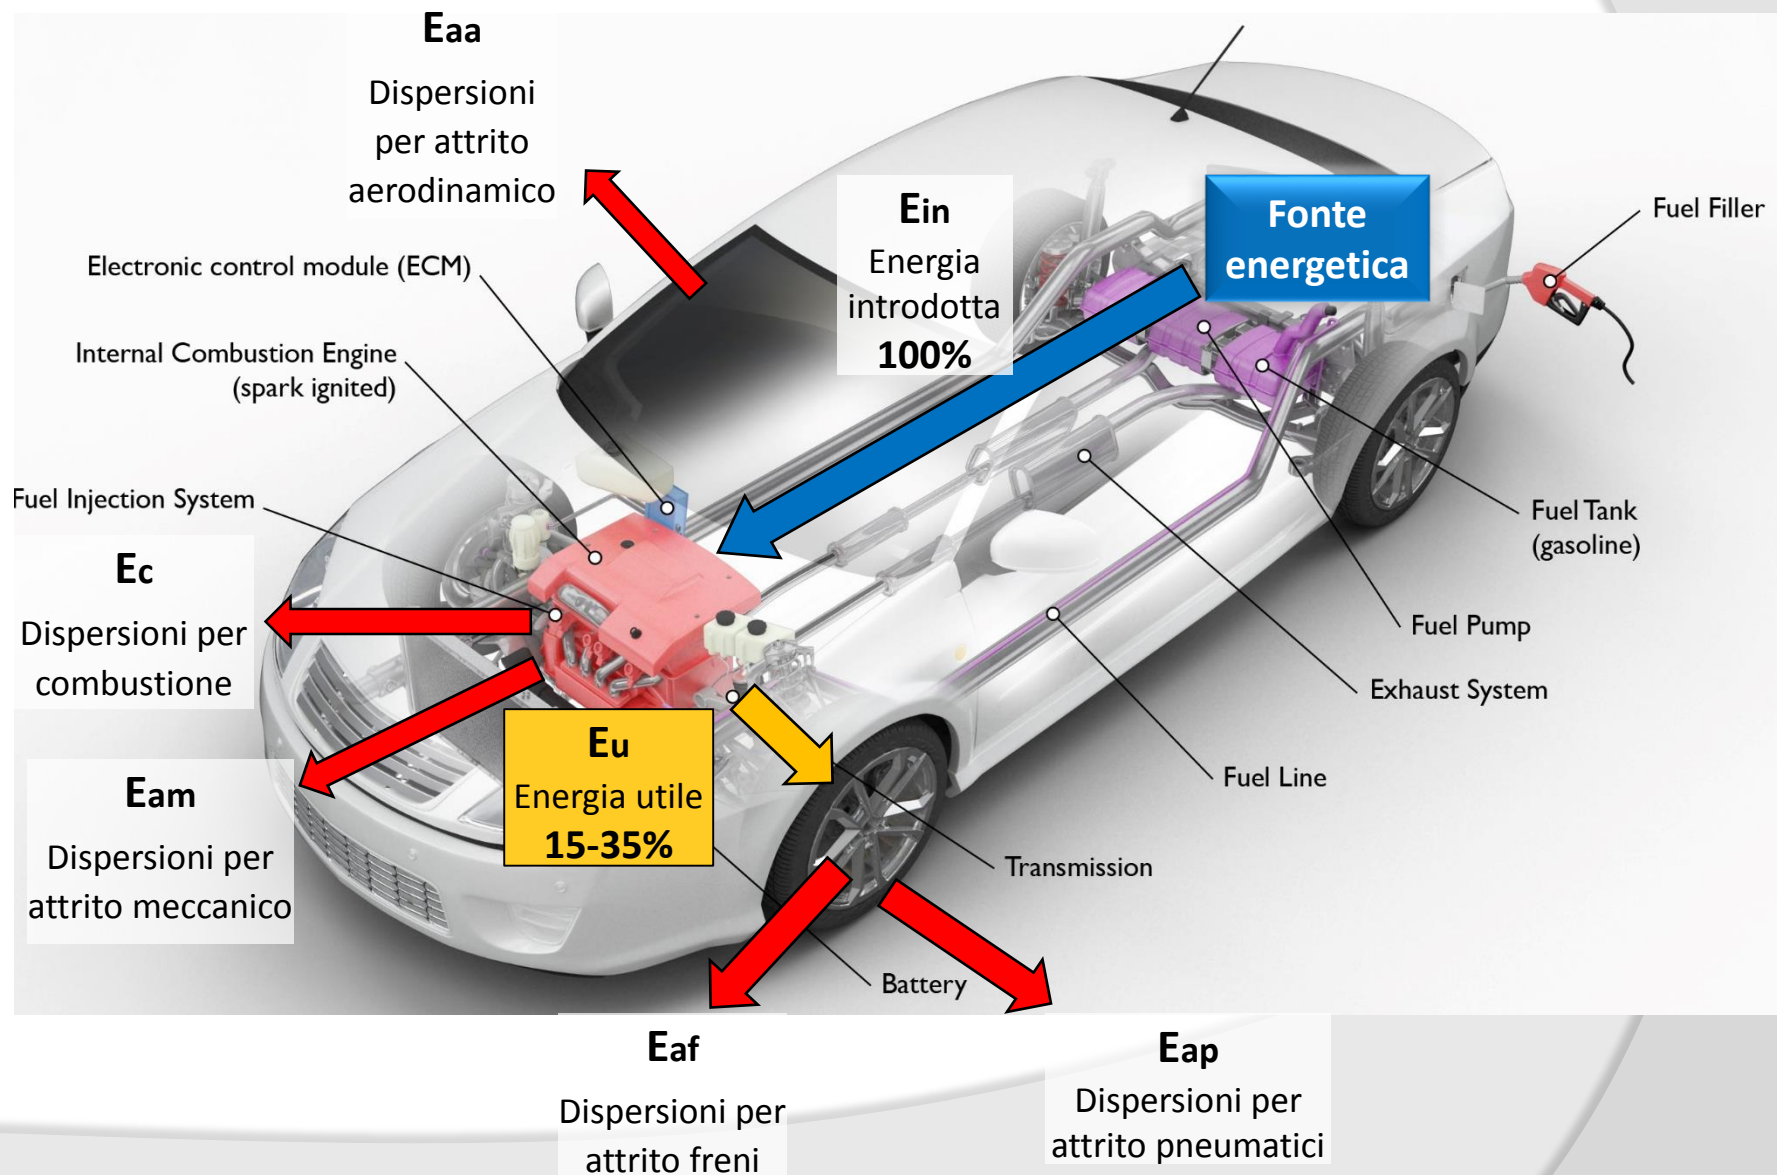 Eaa
Dispersioni
per attrito
aerodinamico
Ein
Energia
introdotta
100%
Fonte
energetica
Fuel Filler
Electronic control module (ECM)
Internal Combustion Engine
(spark ignited)
Fuel Injection System
Fuel Tank
(gasoline)
Ec
Dispersioni per
combustione
Fuel Pump
Exhaust System
Eu
Energia utile
15-35%
Fuel Line
Eam
Dispersioni per
attrito meccanico
Transmission
Battery
Eaf
Dispersioni per
attrito freni
Eap
Dispersioni per
attrito pneumatici